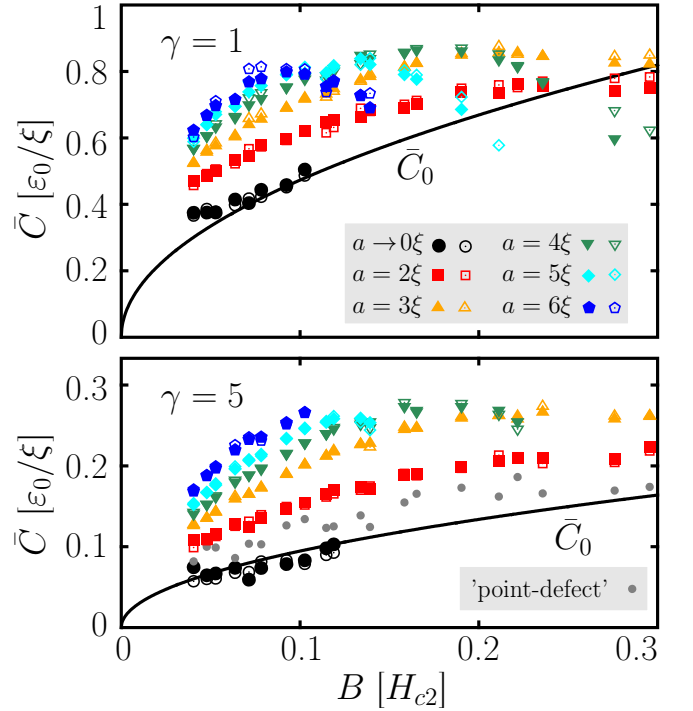 1
γ = 1
0.8
0.6
C̄ [ε₀/ξ]
C̄₀
0.4
a→0ξ
a = 4ξ
a = 2ξ
a = 5ξ
0.2
a = 3ξ
a = 6ξ
0
γ = 5
0.3
C̄ [ε₀/ξ]
0.2
0.1
C̄₀
'point-defect'
0
0
0.1
0.2
0.3
B [H_{c2}]